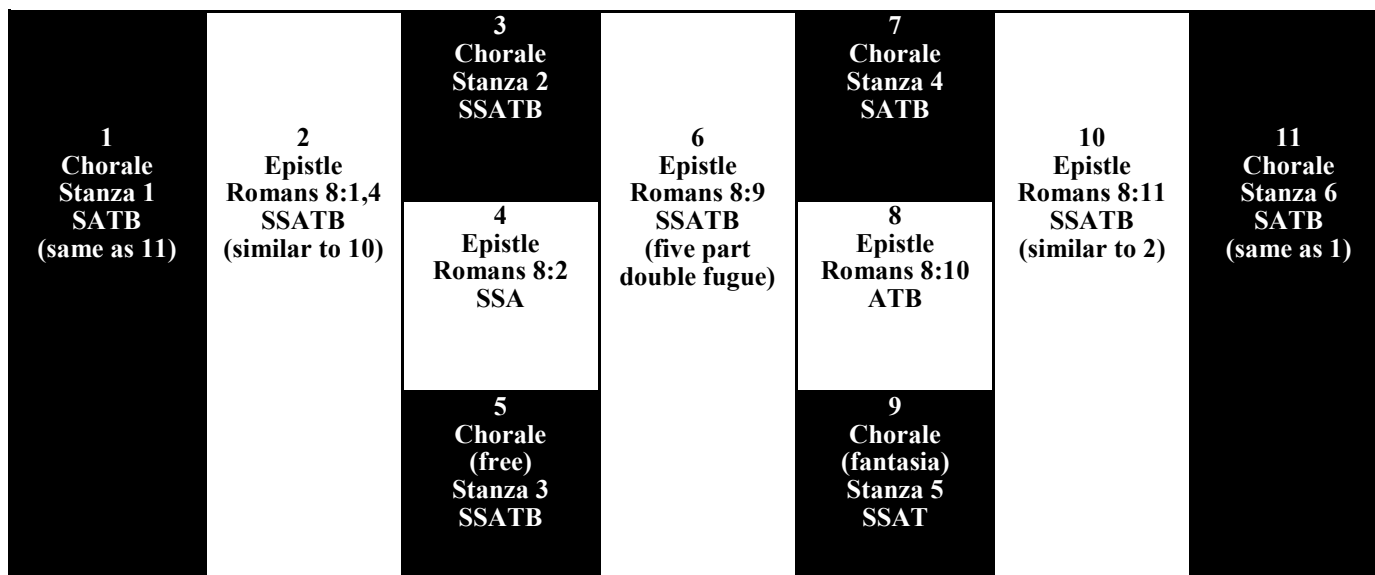 1
Chorale
Stanza 1
SATB
(same as 11)
2
Epistle
Romans 8:1,4
SSATB
(similar to 10)
3
Chorale
Stanza 2
SSATB
4
Epistle
Romans 8:2
SSA
5
Chorale
(free)
Stanza 3
SSATB
6
Epistle
Romans 8:9
SSATB
(five part
double fugue)
7
Chorale
Stanza 4
SATB
8
Epistle
Romans 8:10
ATB
9
Chorale
(fantasia)
Stanza 5
SSAT
10
Epistle
Romans 8:11
SSATB
(similar to 2)
11
Chorale
Stanza 6
SATB
(same as 1)